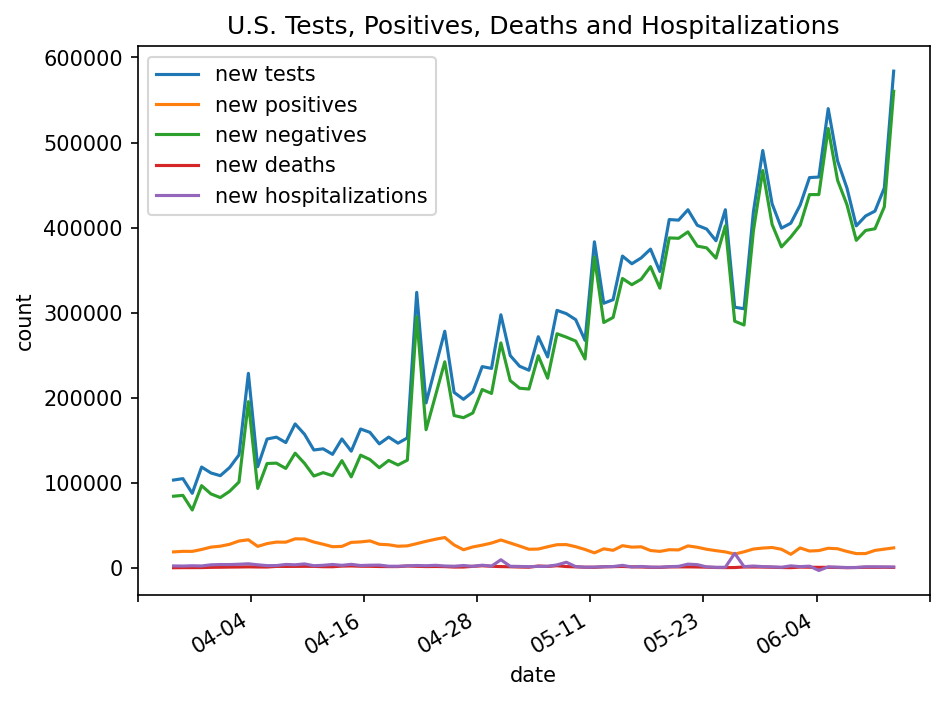 U.S. Tests, Positives, Deaths and Hospitalizations
600000
500000
400000
300000
200000
100000
0
count
new tests
new positives
new negatives
new deaths
new hospitalizations
04-04
04-16
04-28
05-11
05-23
06-04
date